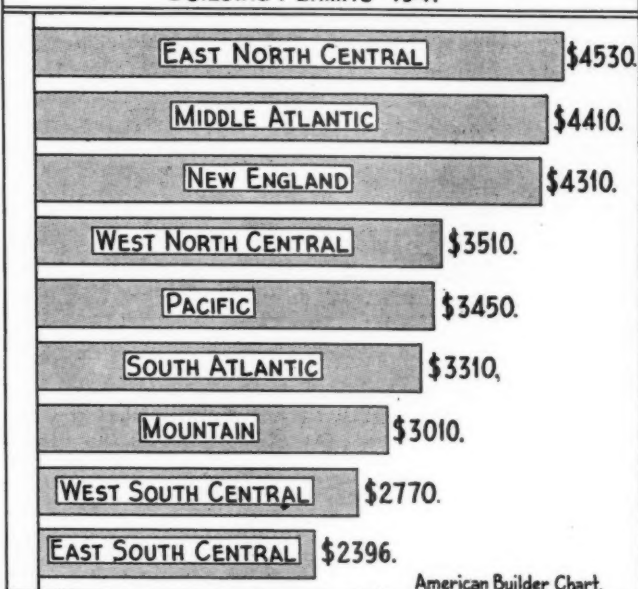 EAST NORTH CENTRAL $4530.
MIDDLE ATLANTIC $4410.
NEW ENGLAND $4310.
WEST NORTH CENTRAL $3510.
PACIFIC $3450.
SOUTH ATLANTIC $3310,
MOUNTAIN $3010.
WEST SOUTH CENTRAL $2770.
EAST SOUTH CENTRAL $2396.
American Builder Chart.